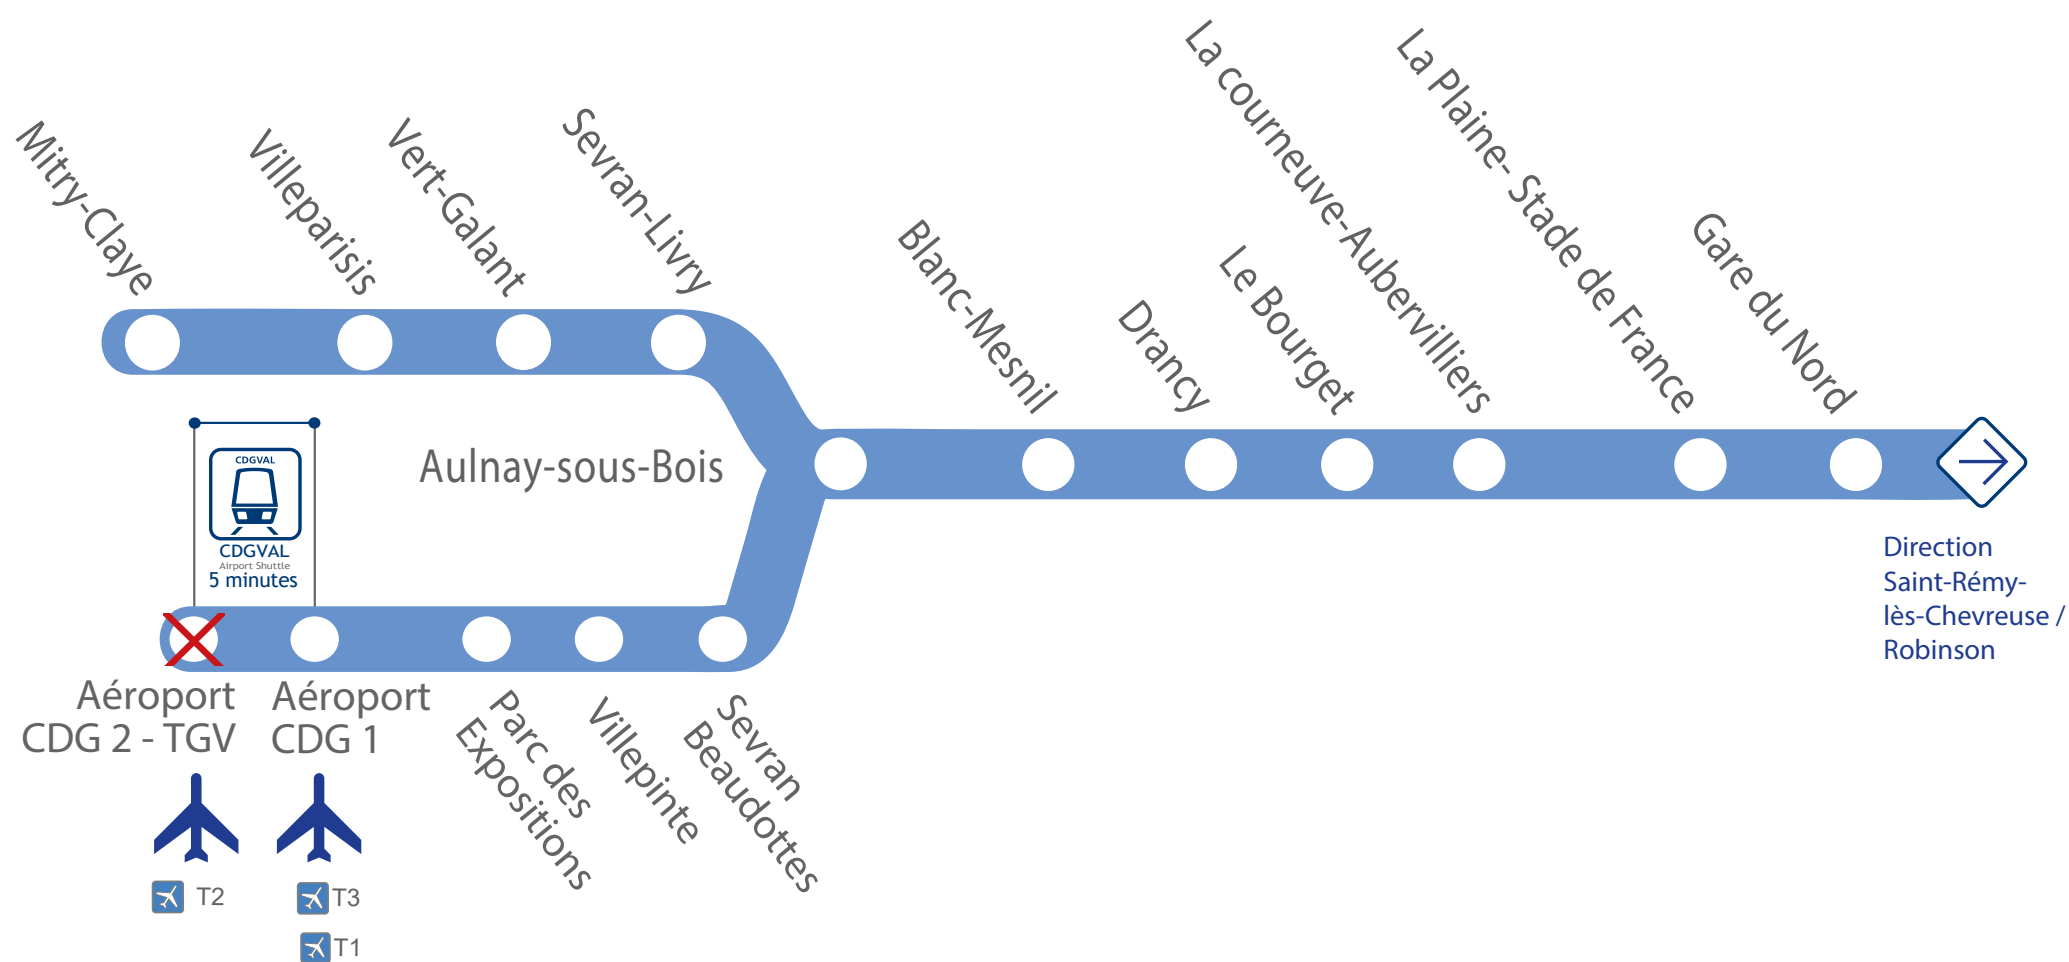 Mitry-Claye
Villeparisis
Vert-Galant
Sevran-Livry
Blanc-Mesnil
Drancy
Le Bourget
La courneuve-Aubervilliers
La Plaine- Stade de France
Gare du Nord
Aulnay-sous-Bois
CDGVAL
CDGVAL
Airport Shuttle
5 minutes
Direction
Saint-Rémy-
lès-Chevreuse /
Robinson
Aéroport
CDG 2 - TGV
Aéroport
CDG 1
Parc des
Expositions
Villepinte
Sevran
Beaudottes
T2
T3
T1